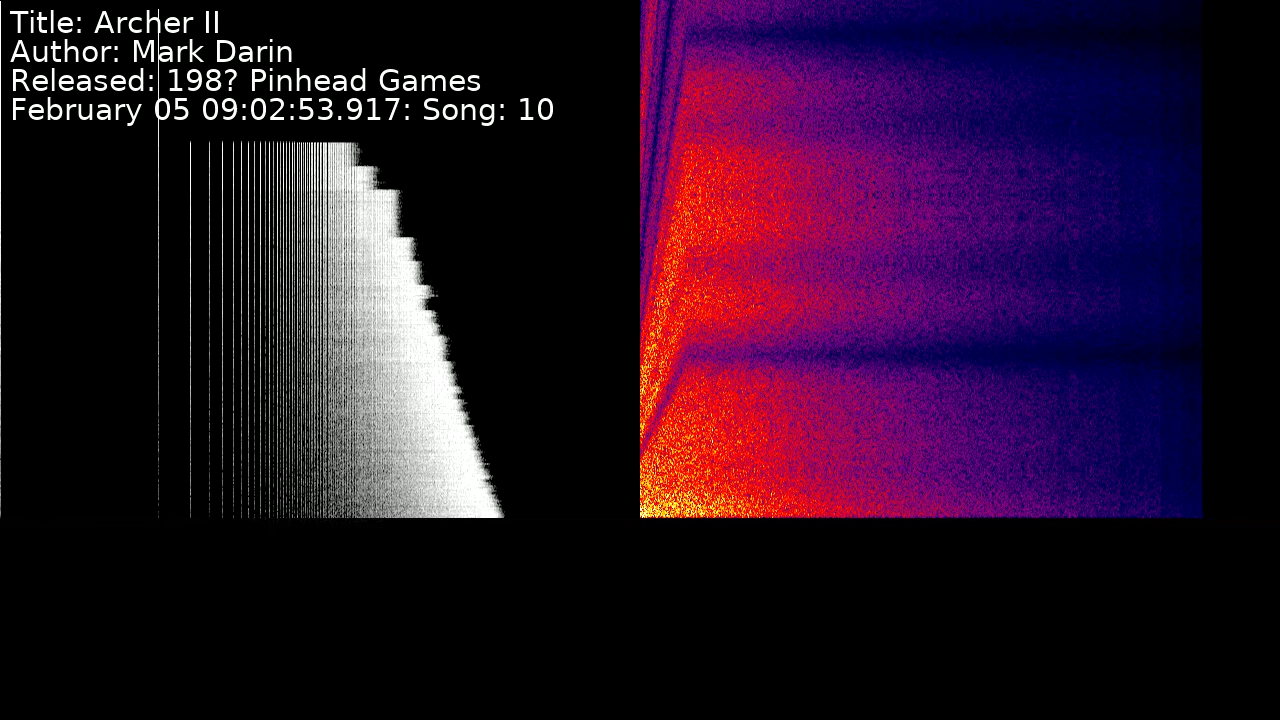 Title: Archer II
Author: Mark Darin
Released: 198? Pinhead Games
February 05 09:02:53.917: Song: 10